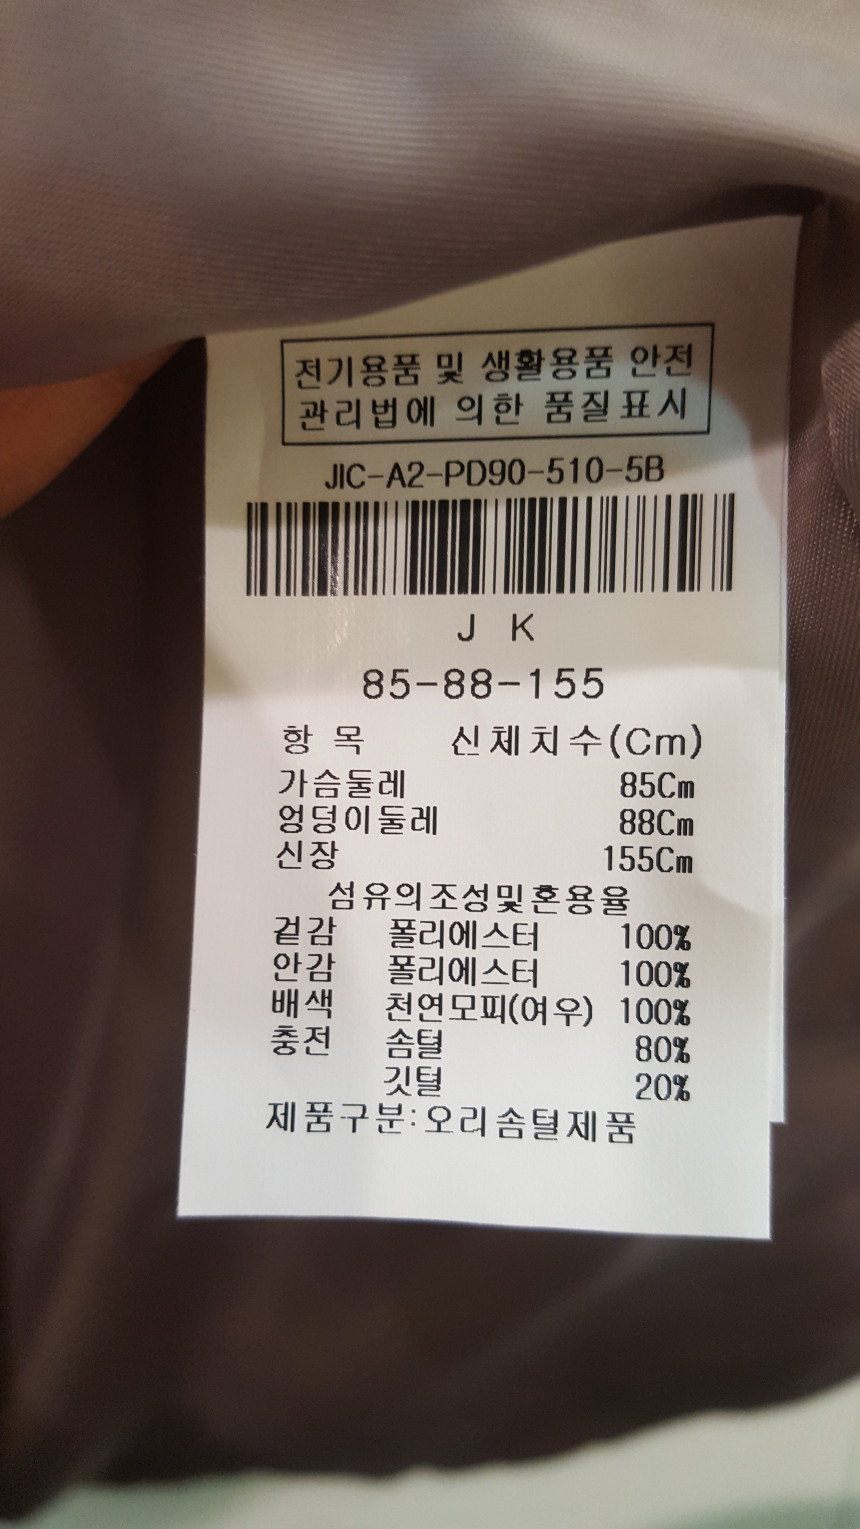 전기용품 및 생활용품 안전
관리법에 의한 품질표시
JIC-A2-PD90-510-5B
J K
85-88-155
항 목 신체치수(Cm)
가슴둘레 85Cm
엉덩이둘레 88Cm
신장 155Cm
섬유의조성및혼용율
겉감 폴리에스터 100%
안감 폴리에스터 100%
배색 천연모피(여우) 100%
충전 솜털 80%
깃털 20%
제품구분:오리솜털제품